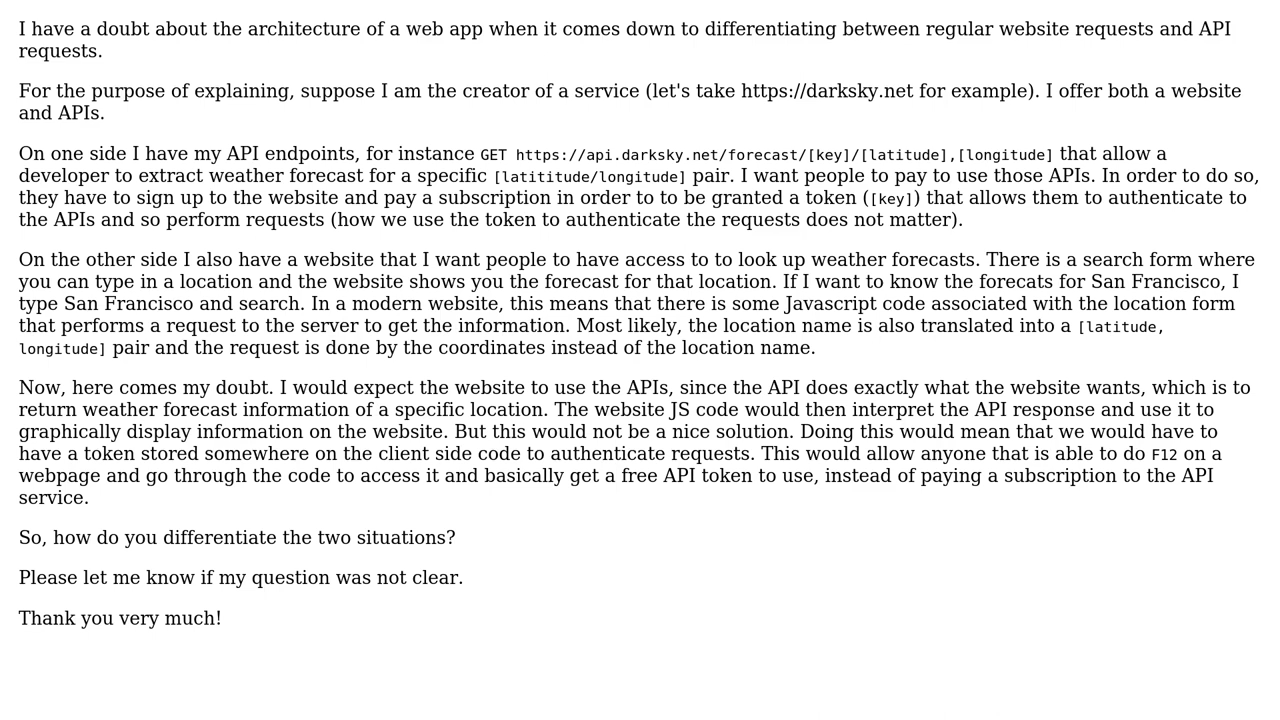 I have a doubt about the architecture of a web app when it comes down to differentiating between regular website requests and API
requests.
For the purpose of explaining, suppose I am the creator of a service (let's take https://darksky.net for example). I offer both a website
and APIs.
On one side I have my API endpoints, for instance GET https://api.darksky.net/forecast/[key]/[latitude],[longitude] that allow a
developer to extract weather forecast for a specific [latititude/longitude] pair. I want people to pay to use those APIs. In order to do so,
they have to sign up to the website and pay a subscription in order to to be granted a token ([key]) that allows them to authenticate to
the APIs and so perform requests (how we use the token to authenticate the requests does not matter).
On the other side I also have a website that I want people to have access to to look up weather forecasts. There is a search form where
you can type in a location and the website shows you the forecast for that location. If I want to know the forecats for San Francisco, I
type San Francisco and search. In a modern website, this means that there is some Javascript code associated with the location form
that performs a request to the server to get the information. Most likely, the location name is also translated into a [latitude,
longitude] pair and the request is done by the coordinates instead of the location name.
Now, here comes my doubt. I would expect the website to use the APIs, since the API does exactly what the website wants, which is to
return weather forecast information of a specific location. The website JS code would then interpret the API response and use it to
graphically display information on the website. But this would not be a nice solution. Doing this would mean that we would have to
have a token stored somewhere on the client side code to authenticate requests. This would allow anyone that is able to do F12 on a
webpage and go through the code to access it and basically get a free API token to use, instead of paying a subscription to the API
service.
So, how do you differentiate the two situations?
Please let me know if my question was not clear.
Thank you very much!